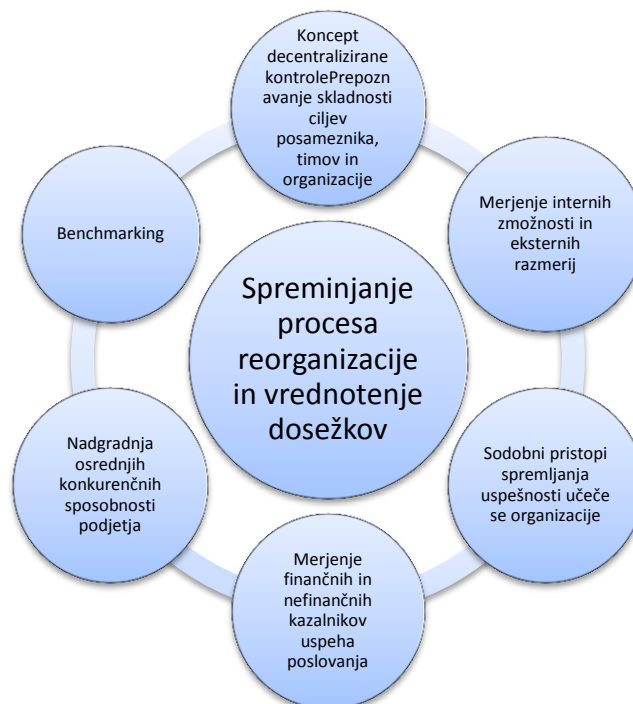 Koncept
decentralizirane
kontrolePrepozn
avanje skladnosti
ciljev
posameznika,
timov in
organizacije
Merjenje internih
zmožnosti in
eksternih
razmerij
Sodobni pristopi
spremljanja
uspešnosti učeče
se organizacije
Merjenje
finančnih in
nefinančnih
kazalnikov
uspeha
poslovanja
Nadgradnja
osrednjih
konkurenčnih
sposobnosti
podjetja
Benchmarking
Spreminjanje
procesa
reorganizacije
in vrednotenje
dosežkov